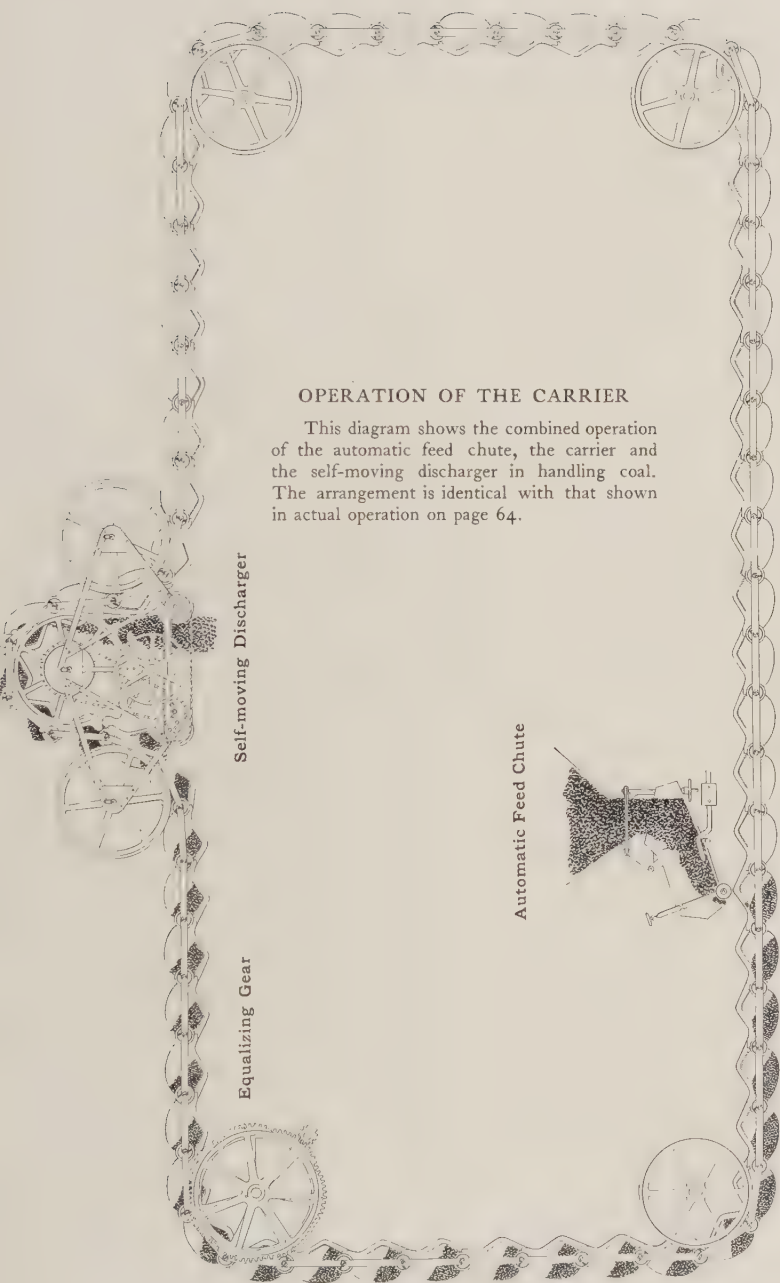 OPERATION OF THE CARRIER
This diagram shows the combined operation
of the automatic feed chute, the carrier and
the self-moving discharger in handling coal.
The arrangement is identical with that shown
in actual operation on page 64.
Self-moving Discharger
Automatic Feed Chute
Equalizing Gear